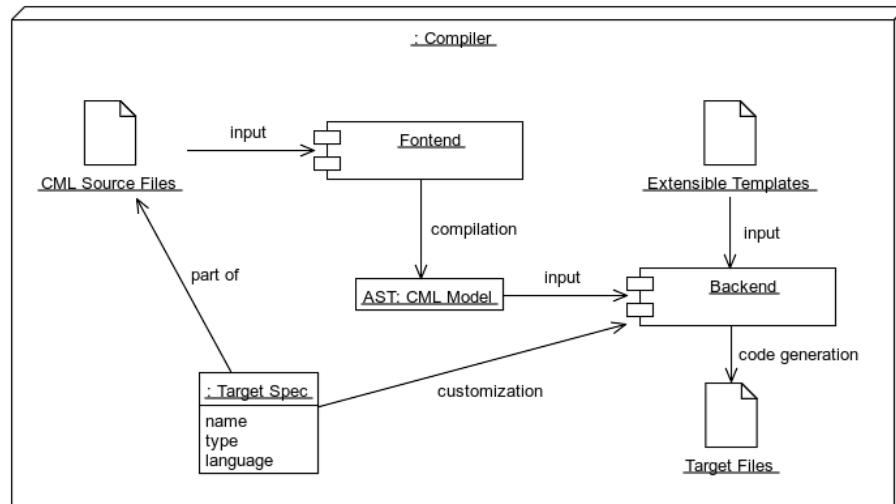 : Compiler
input
Fontend
CML Source Files
Extensible Templates
compilation
input
part of
AST: CML Model
input
Backend
code generation
: Target Spec
customization
name
type
language
Target Files